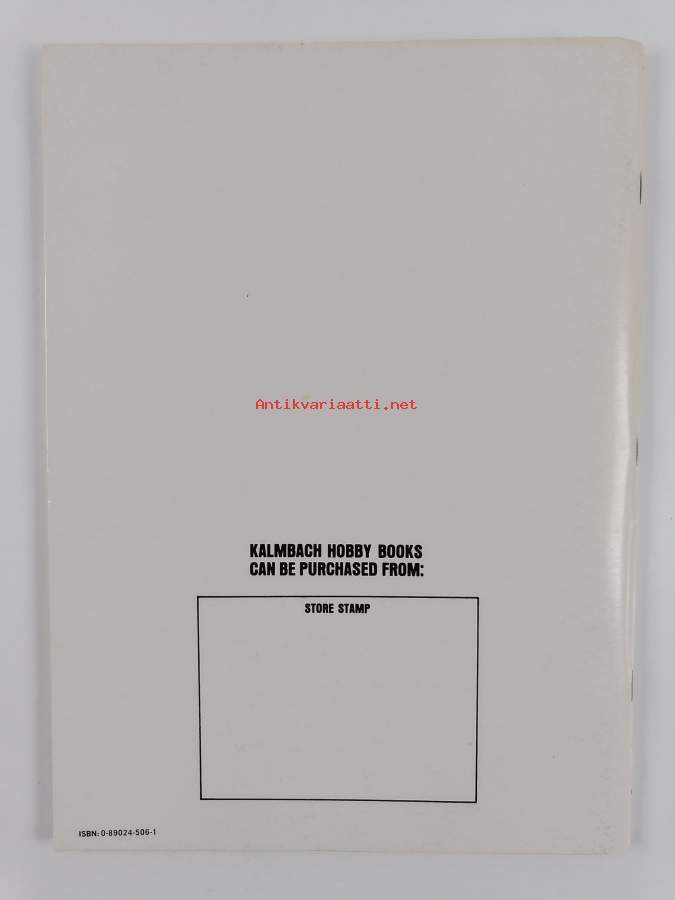 Antikvariaatti.net
KALMBACH HOBBY BOOKS
CAN BE PURCHASED FROM:
STORE STAMP
ISBN: 0-89024-506-1